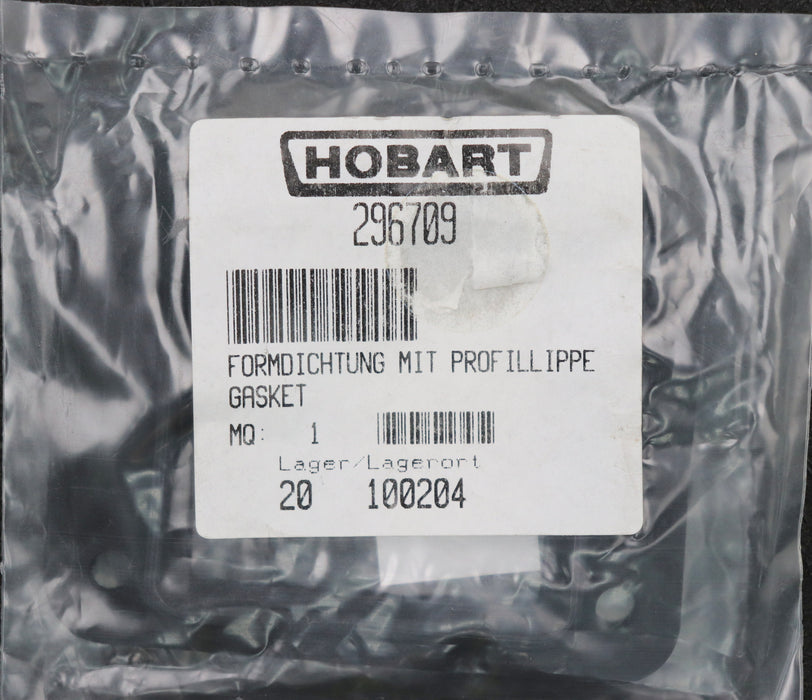 HOBART
296709
FORMDICHTUNG MIT PROFILLIPPE
GASKET
MQ: 1
Lager/Lagerort
20 100204